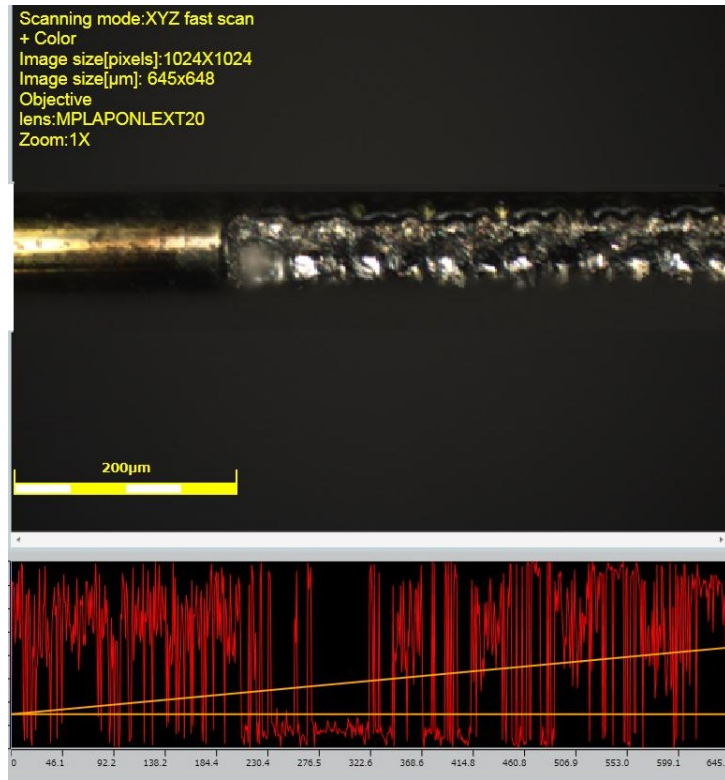 Scanning mode:XYZ fast scan
+ Color
Image size[pixels]:1024X1024
Image size[µm]: 645x648
Objective
lens:MPLAPONLEXT20
Zoom:1X
200µm
0 46.1 92.2 138.2 184.4 230.4 276.5 322.6 368.6 414.8 460.8 506.9 553.0 599.1 645